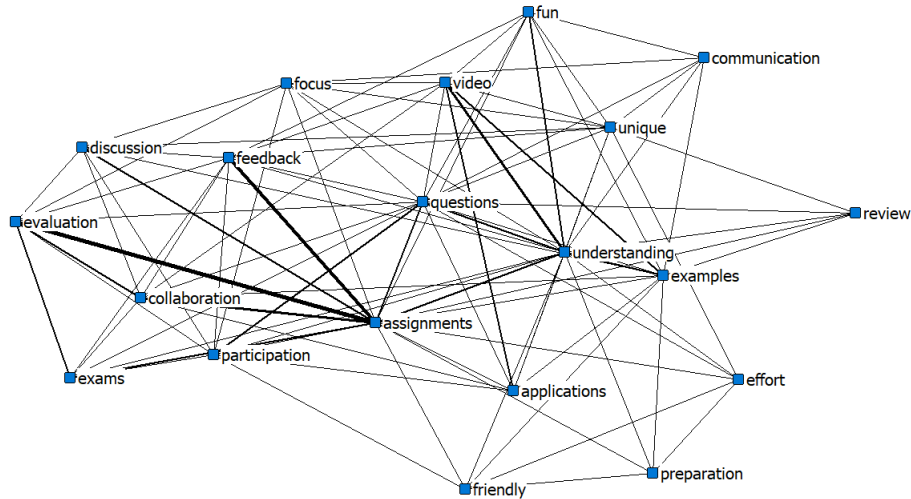 fun
communication
focus
video
unique
discussion
feedback
questions
review
evaluation
understanding
examples
collaboration
assignments
participation
exams
applications
effort
preparation
friendly